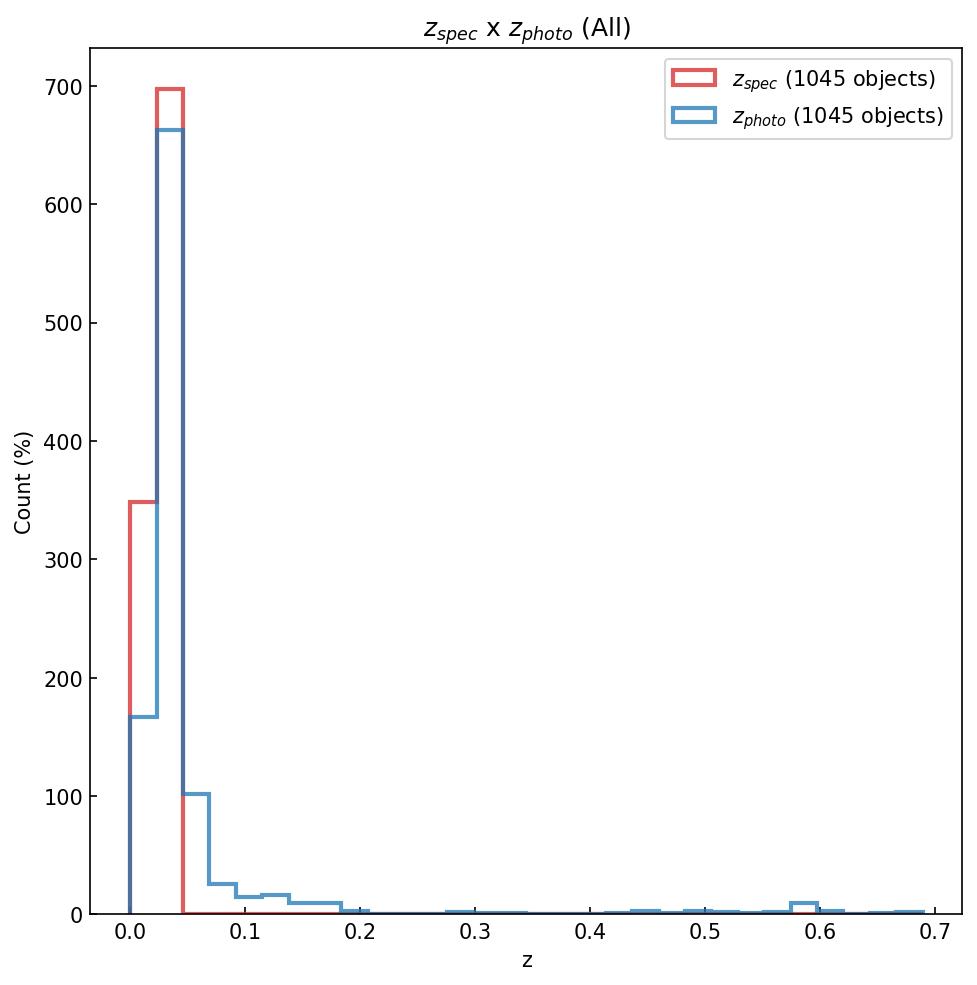 z_spec x z_photo (All)
z_spec (1045 objects)
z_photo (1045 objects)
Count (%)
700
600
500
400
300
200
100
0
0.0 0.1 0.2 0.3 0.4 0.5 0.6 0.7
z